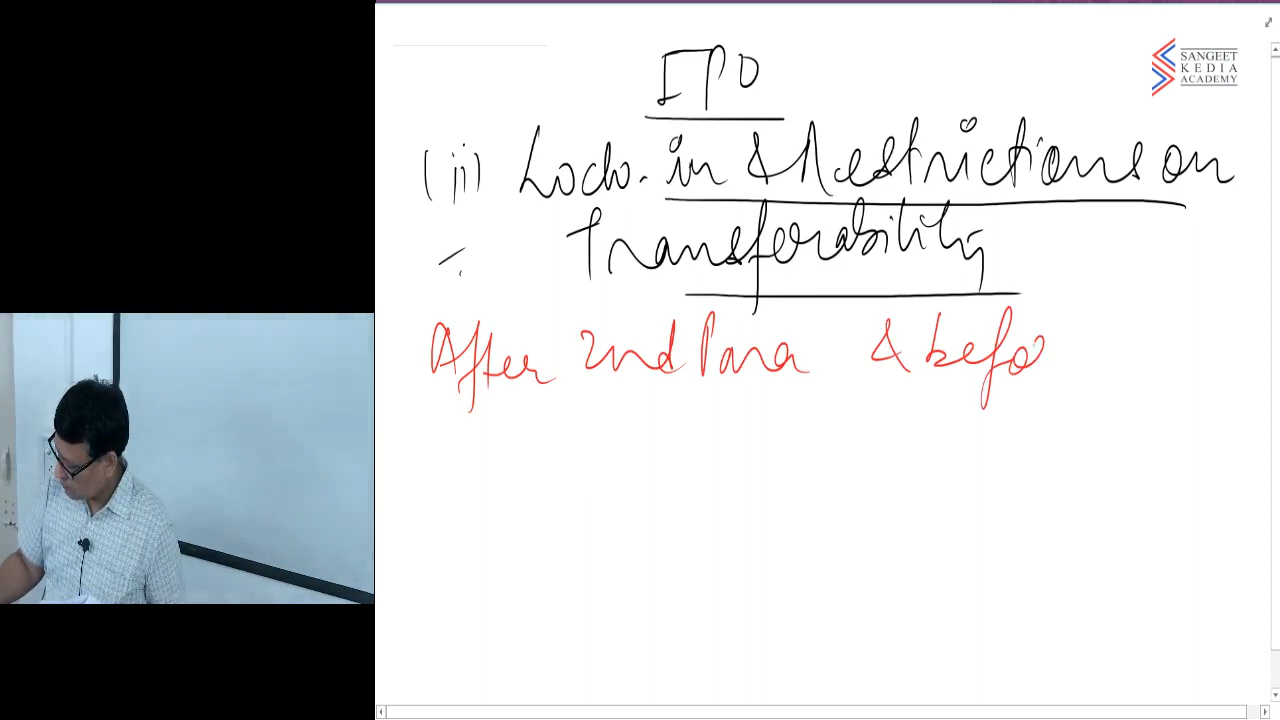 IPO
SANGEET
KEDIA
ACADEMY
(ii) Lock-in & Restrictions on
Transferability
After 2nd Para & befo